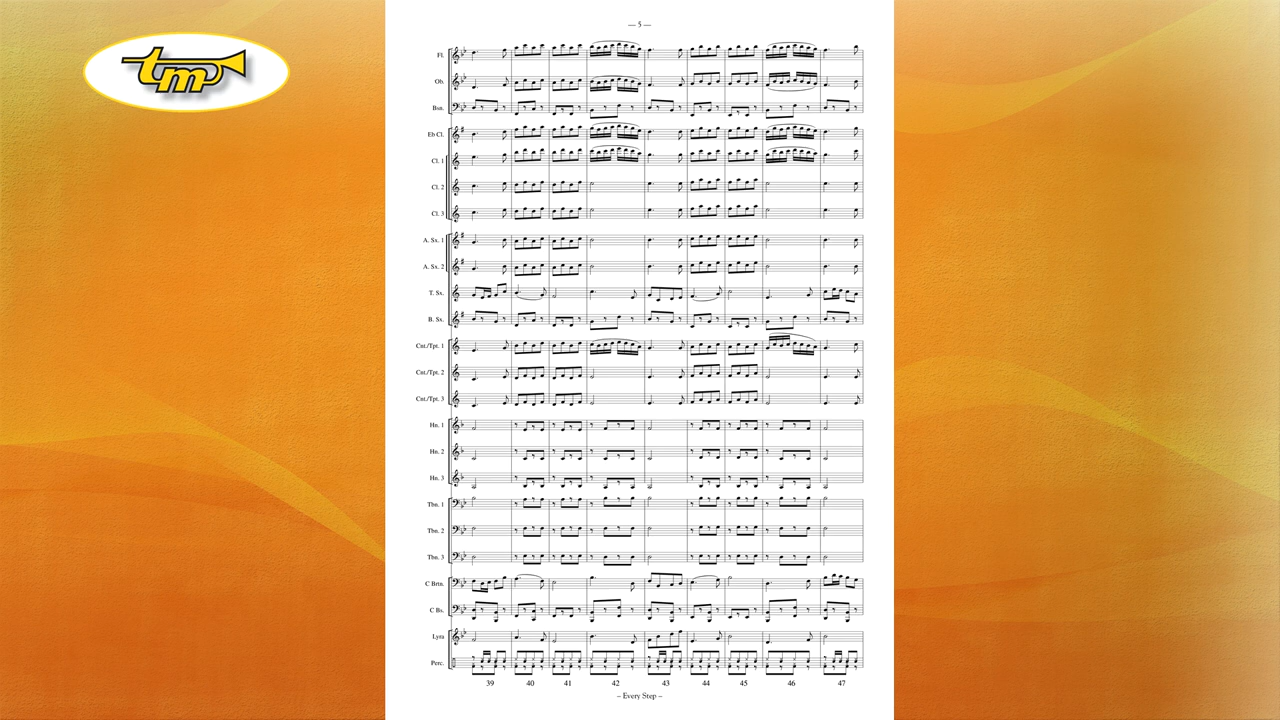 tm
— 5 —
Fl.
Ob.
Bsn.
Eb Cl.
Cl. 1
Cl. 2
Cl. 3
A. Sx. 1
A. Sx. 2
T. Sx.
B. Sx.
Cnt./Tpt. 1
Cnt./Tpt. 2
Cnt./Tpt. 3
Hn. 1
Hn. 2
Hn. 3
Tbn. 1
Tbn. 2
Tbn. 3
C Brtn.
C Bs.
Lyra
Perc.
39 40 41 42 43 44 45 46 47
– Every Step –